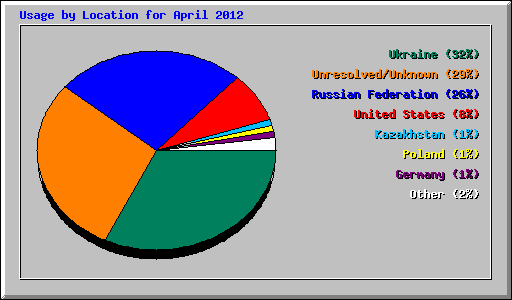 Usage by Location for April 2012
Ukraine (32%)
Unresolved/Unknown (29%)
Russian Federation (26%)
United States (8%)
Kazakhstan (1%)
Poland (1%)
Germany (1%)
Other (2%)